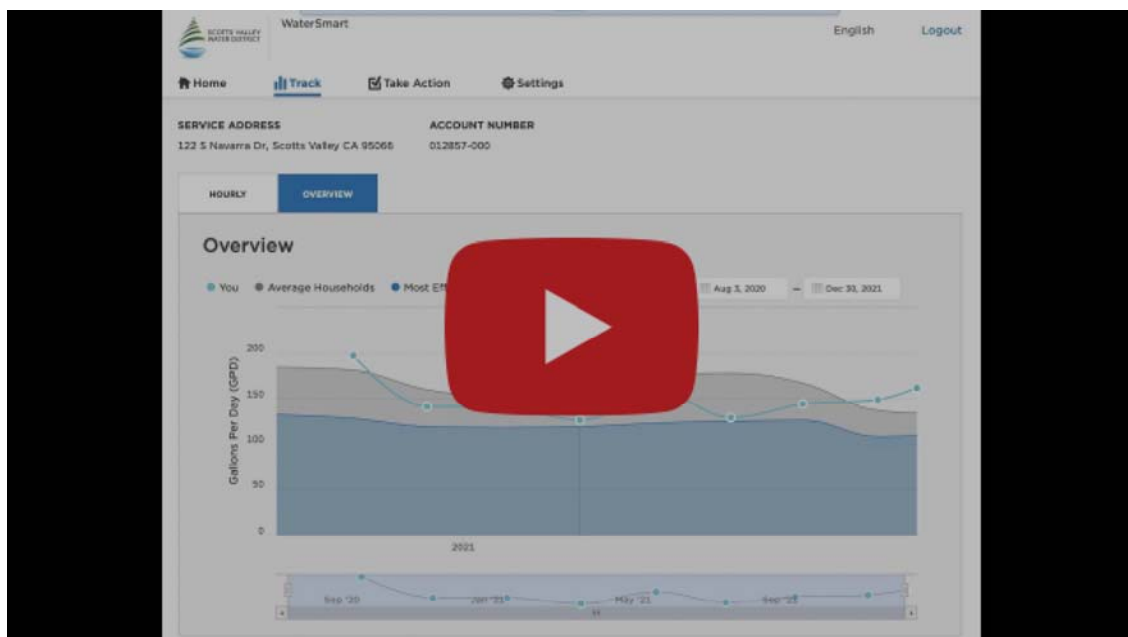 SCOTTS VALLEY
WATER DISTRICT
WaterSmart
English
Logout
Home
Track
Take Action
Settings
SERVICE ADDRESS
ACCOUNT NUMBER
122 S Navarra Dr, Scotts Valley CA 95066
012857-000
HOURLY
OVERVIEW
Overview
You
Average Households
Most Eff
Aug 3, 2020
–
Dec 30, 2021
Gallons Per Day (GPD)
200
150
100
50
0
2021
Sep '20
Jan '21
May '21
Sep '21